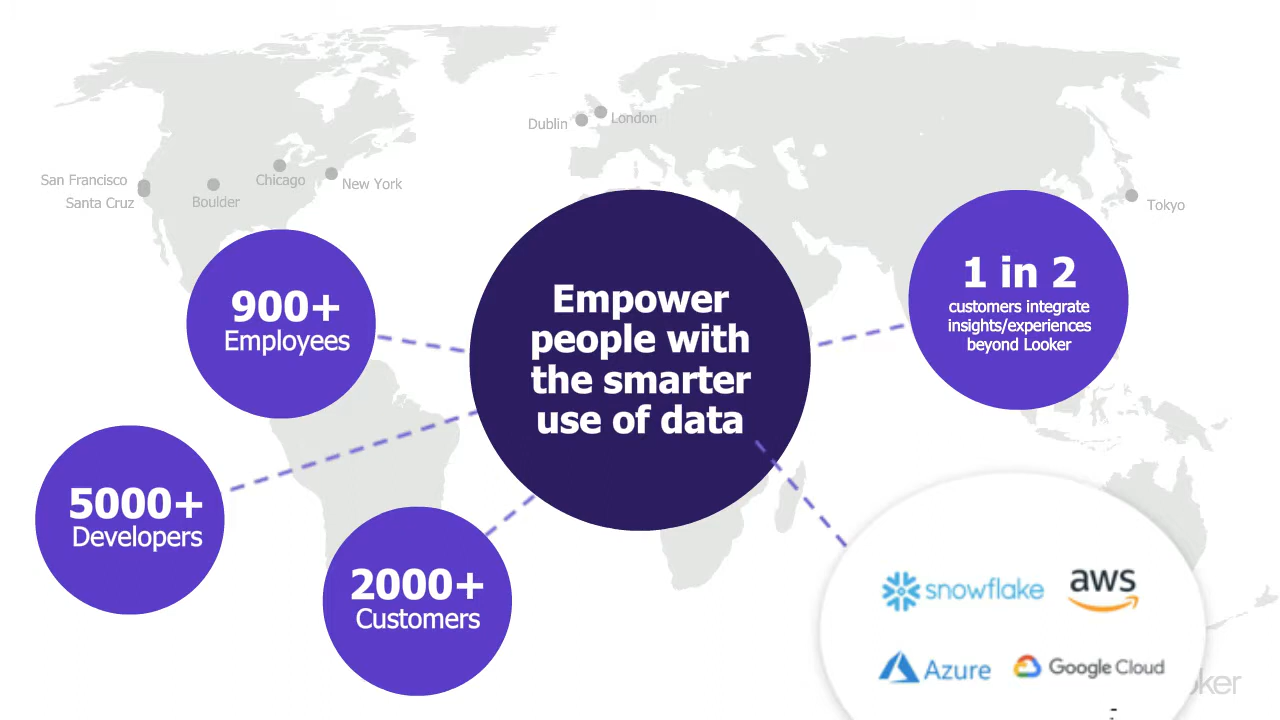 Dublin
London
San Francisco
Santa Cruz
Boulder
Chicago
New York
Tokyo
900+
Employees
5000+
Developers
2000+
Customers
Empower
people with
the smarter
use of data
1 in 2
customers integrate
insights/experiences
beyond Looker
snowflake
aws
Azure
Google Cloud